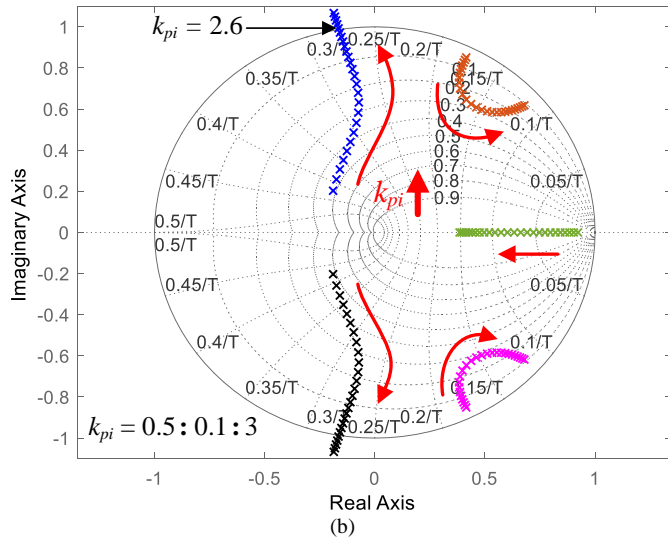 k_pi = 2.6
1
0.8
0.6
0.4
0.2
0
-0.2
-0.4
-0.6
-0.8
-1
Imaginary Axis
0.3/T
0.25/T
0.2/T
0.1
0.15/T
0.2
0.3
0.1/T
0.4
0.5
0.6
0.7
0.8
0.9
0.35/T
0.4/T
0.45/T
0.5/T
0.5/T
0.45/T
0.4/T
0.35/T
0.3/T
0.25/T
0.2/T
0.15/T
0.1/T
0.05/T
0.05/T
k_pi
k_pi = 0.5 : 0.1 : 3
-1
-0.5
0
0.5
1
Real Axis
(b)